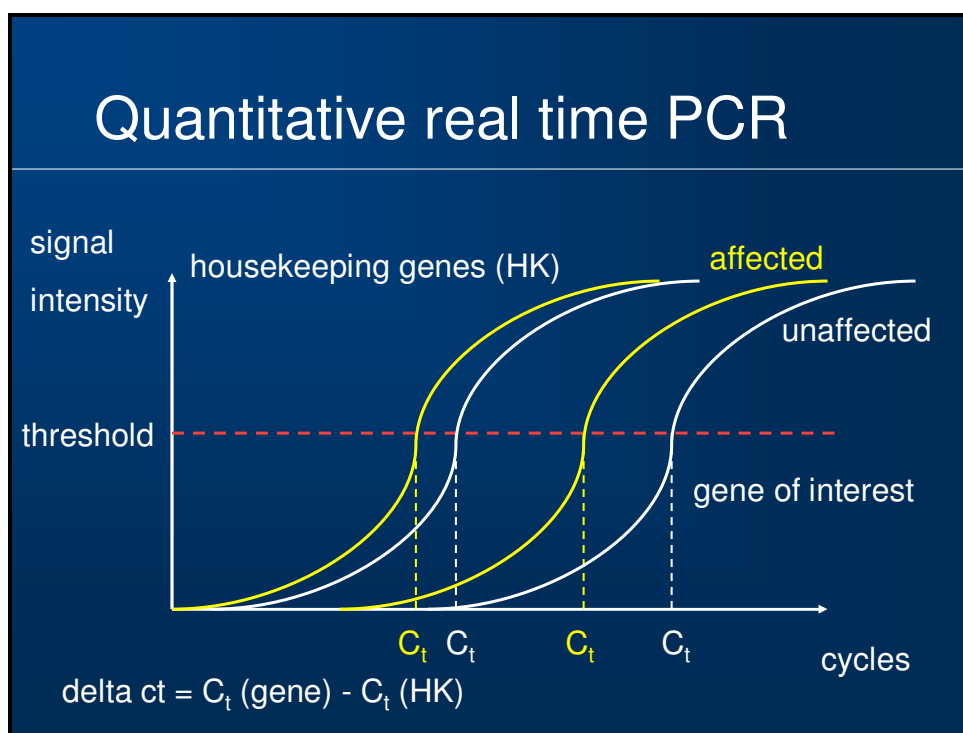 Quantitative real time PCR
signal
intensity
housekeeping genes (HK)
affected
unaffected
threshold
gene of interest
Cₜ Cₜ Cₜ Cₜ
cycles
delta ct = Cₜ (gene) - Cₜ (HK)